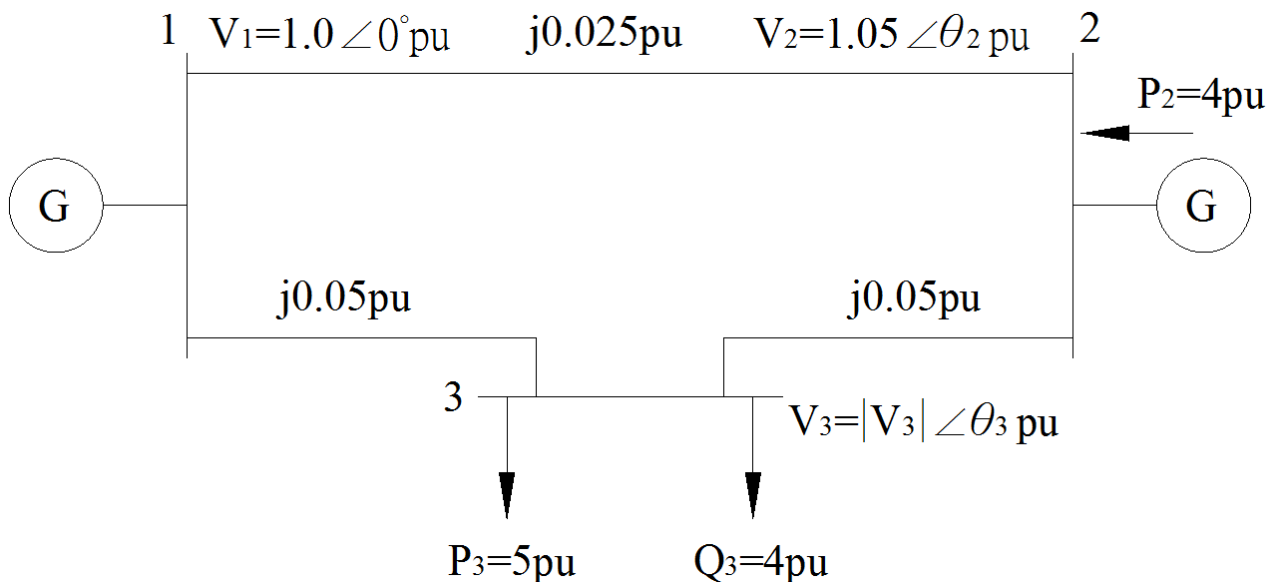 1 V₁=1.0∠0°pu j0.025pu V₂=1.05∠θ₂ pu 2
P₂=4pu
G G
j0.05pu j0.05pu
3 V₃=|V₃|∠θ₃ pu
P₃=5pu Q₃=4pu